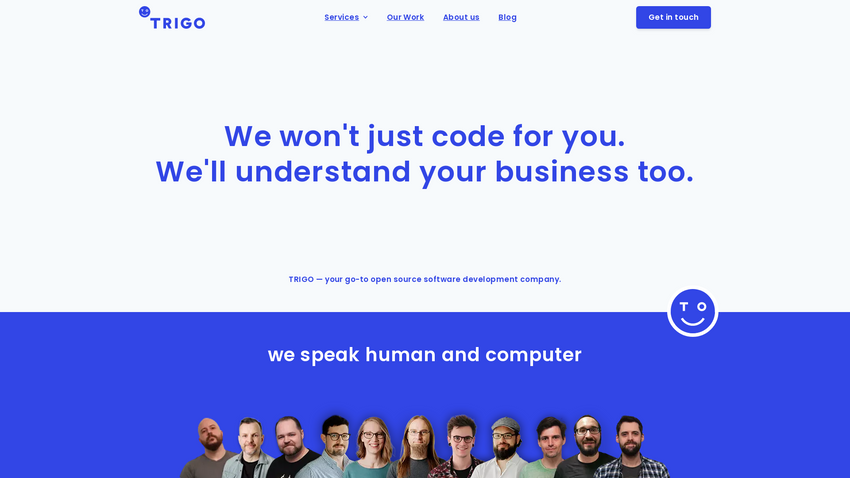 TRIGO
Services
Our Work
About us
Blog
Get in touch
We won't just code for you.
We'll understand your business too.
TRIGO — your go-to open source software development company.
T O
we speak human and computer